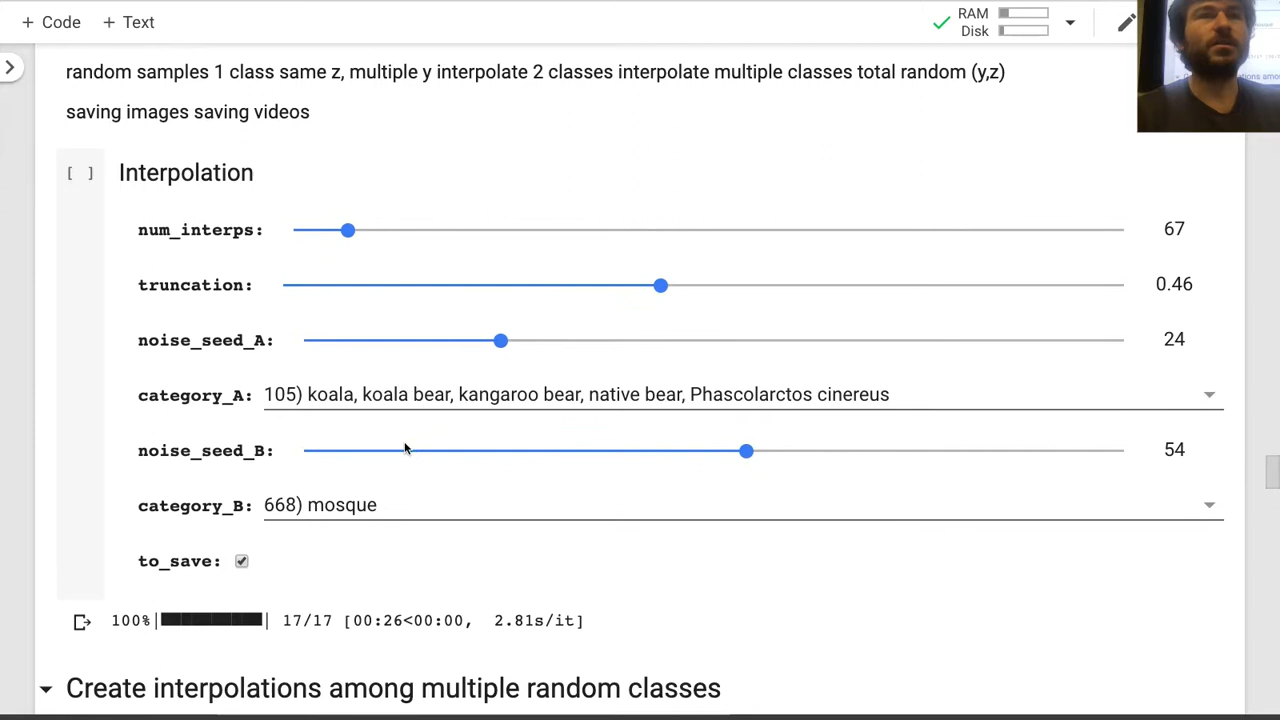 + Code + Text
RAM
Disk
random samples 1 class same z, multiple y interpolate 2 classes interpolate multiple classes total random (y,z)
saving images saving videos
[ ] Interpolation
num_interps: 67
truncation: 0.46
noise_seed_A: 24
category_A: 105) koala, koala bear, kangaroo bear, native bear, Phascolarctos cinereus
noise_seed_B: 54
category_B: 668) mosque
to_save:
100%|██████████| 17/17 [00:26<00:00, 2.81s/it]
Create interpolations among multiple random classes